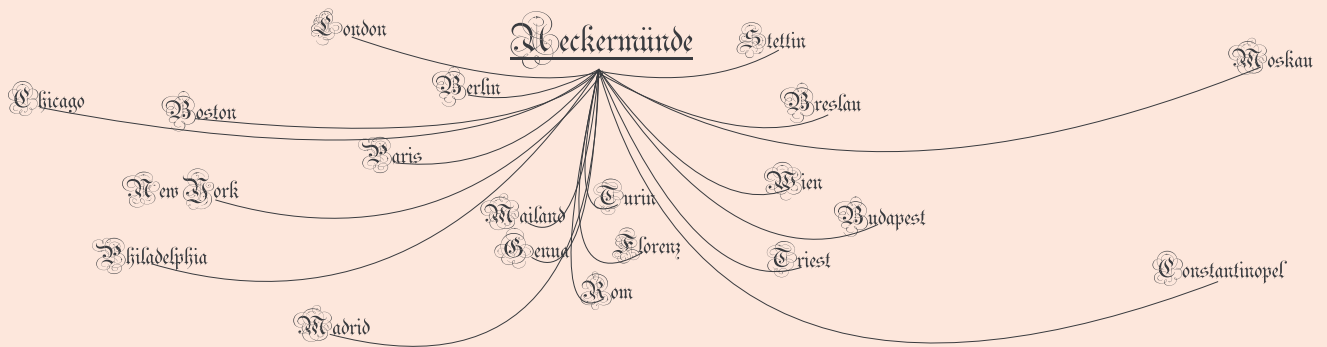 London
Ueckermünde
Stettin
Moskau
Berlin
Chicago
Boston
Breslau
Paris
New York
Wien
Turin
Mailand
Budapest
Genua
Florenz
Philadelphia
Triest
Constantinopel
Rom
Madrid